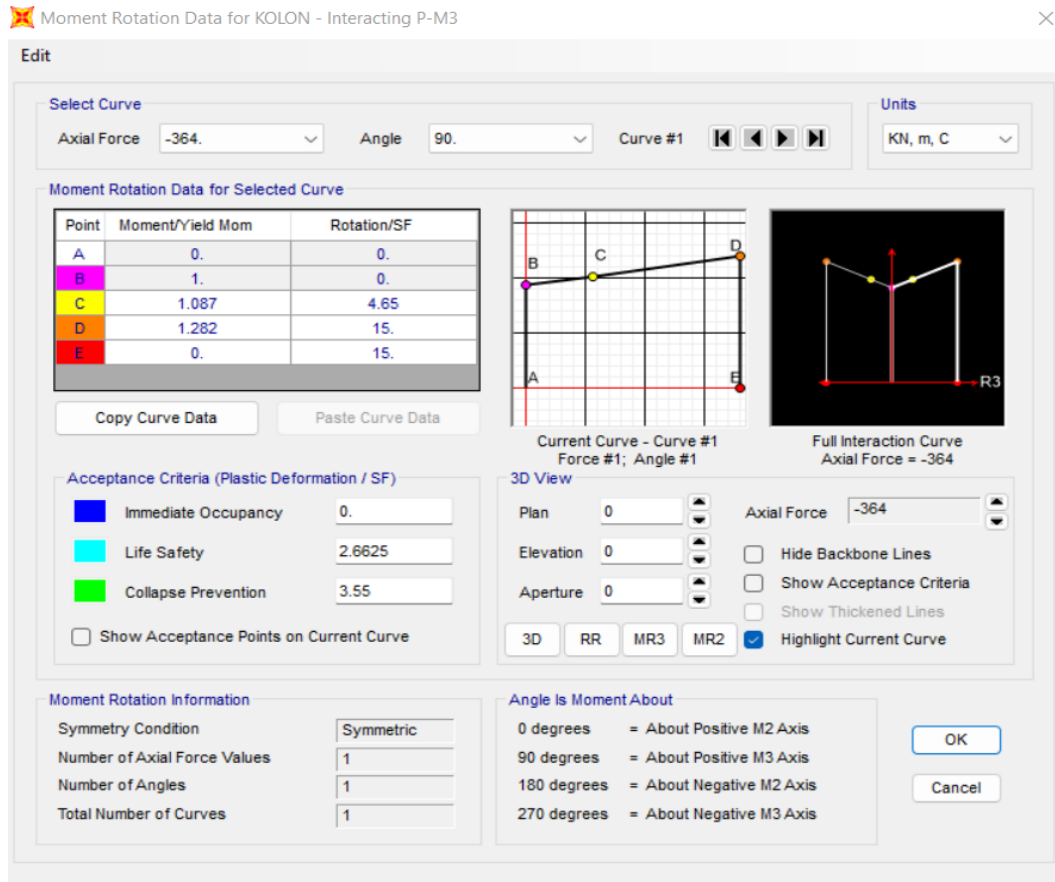 Moment Rotation Data for KOLON - Interacting P-M3
Edit
Select Curve
Axial Force -364. Angle 90. Curve #1
Units
KN, m, C
Moment Rotation Data for Selected Curve
Point Moment/Yield Mom Rotation/SF
A 0. 0.
B 1. 0.
C 1.087 4.65
D 1.282 15.
E 0. 15.
Copy Curve Data Paste Curve Data
B C D
A E
Current Curve - Curve #1
Force #1; Angle #1
R3
Full Interaction Curve
Axial Force = -364
Acceptance Criteria (Plastic Deformation / SF)
Immediate Occupancy 0.
Life Safety 2.6625
Collapse Prevention 3.55
Show Acceptance Points on Current Curve
3D View
Plan 0
Elevation 0
Aperture 0
3D RR MR3 MR2
Axial Force -364
Hide Backbone Lines
Show Acceptance Criteria
Show Thickened Lines
Highlight Current Curve
Moment Rotation Information
Symmetry Condition Symmetric
Number of Axial Force Values 1
Number of Angles 1
Total Number of Curves 1
Angle Is Moment About
0 degrees = About Positive M2 Axis
90 degrees = About Positive M3 Axis
180 degrees = About Negative M2 Axis
270 degrees = About Negative M3 Axis
OK
Cancel